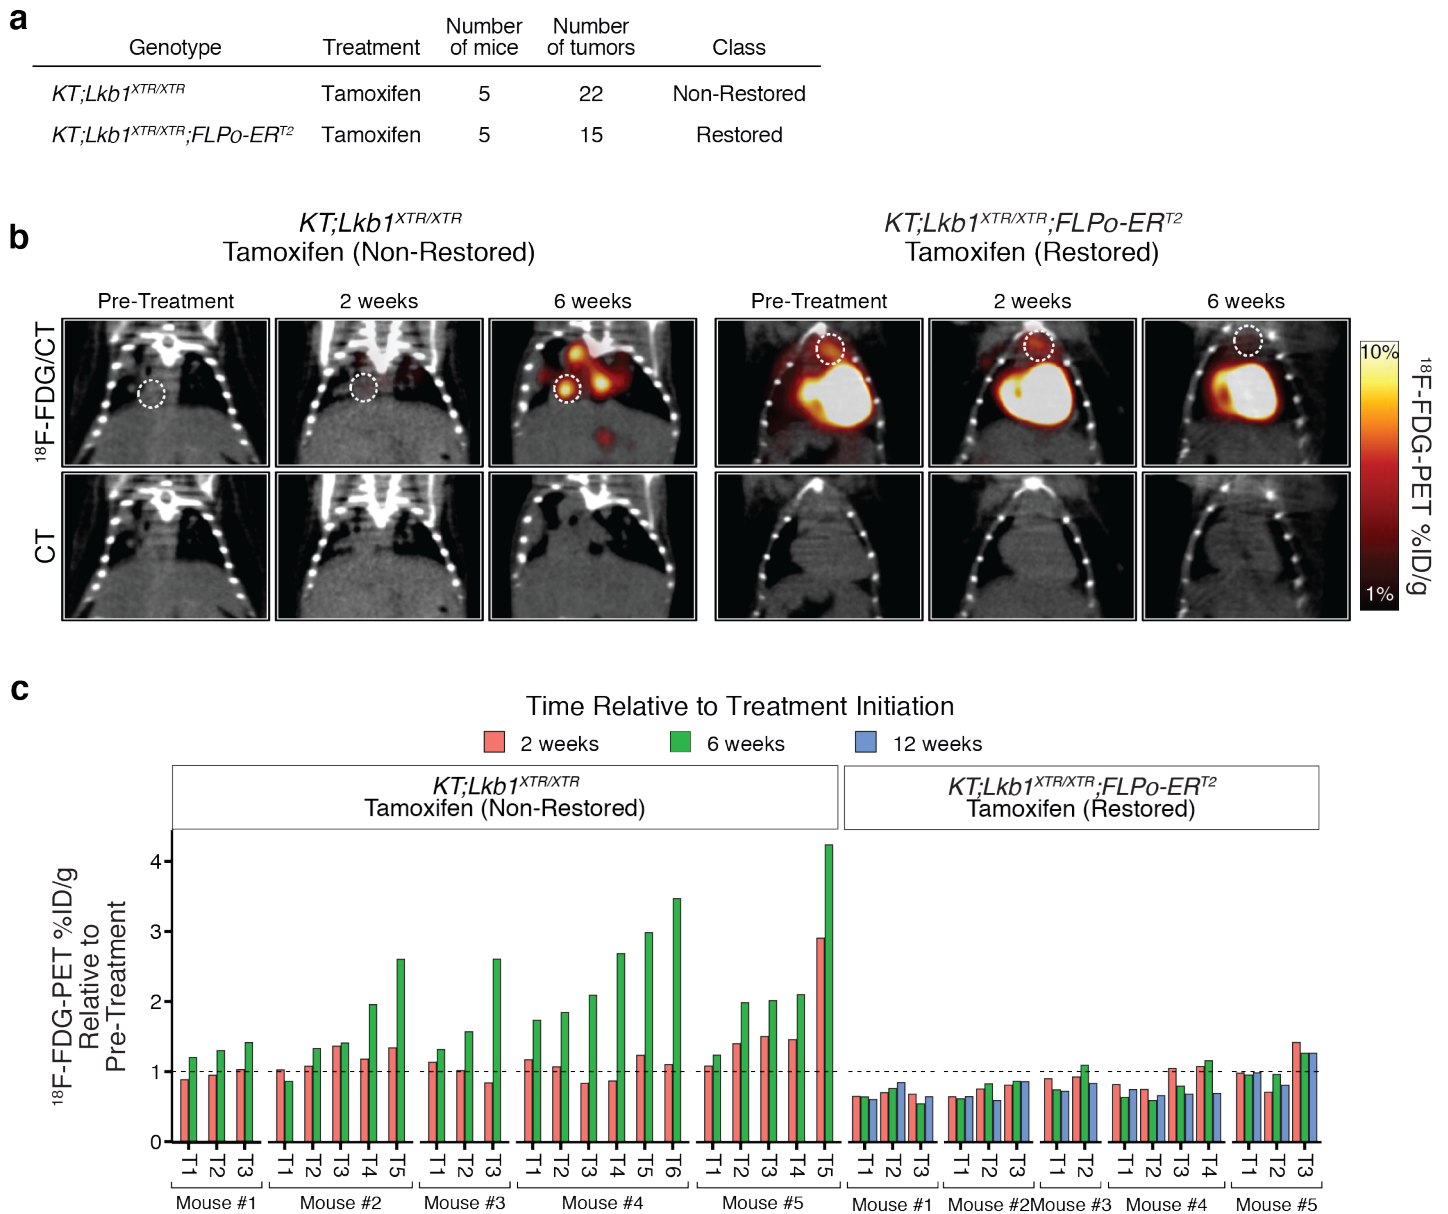 a
Genotype Treatment Number of mice Number of tumors Class
KT;Lkb1XTR/XTR Tamoxifen 5 22 Non-Restored
KT;Lkb1XTR/XTR;FLPo-ERT2 Tamoxifen 5 15 Restored
b
KT;Lkb1XTR/XTR
Tamoxifen (Non-Restored)
KT;Lkb1XTR/XTR;FLPo-ERT2
Tamoxifen (Restored)
Pre-Treatment 2 weeks 6 weeks Pre-Treatment 2 weeks 6 weeks
18F-FDG/CT
CT
10%
1%
18F-FDG-PET %ID/g
c
Time Relative to Treatment Initiation
2 weeks 6 weeks 12 weeks
KT;Lkb1XTR/XTR
Tamoxifen (Non-Restored)
KT;Lkb1XTR/XTR;FLPo-ERT2
Tamoxifen (Restored)
18F-FDG-PET %ID/g
Relative to
Pre-Treatment
4
3
2
1
0
T1 T2 T3 T1 T2 T3 T4 T5 T1 T2 T3 T1 T2 T3 T4 T5 T6 T1 T2 T3 T4 T5 T1 T2 T3 T1 T2 T3 T1 T2 T1 T2 T3 T4 T1 T2 T3
Mouse #1 Mouse #2 Mouse #3 Mouse #4 Mouse #5 Mouse #1 Mouse #2 Mouse #3 Mouse #4 Mouse #5